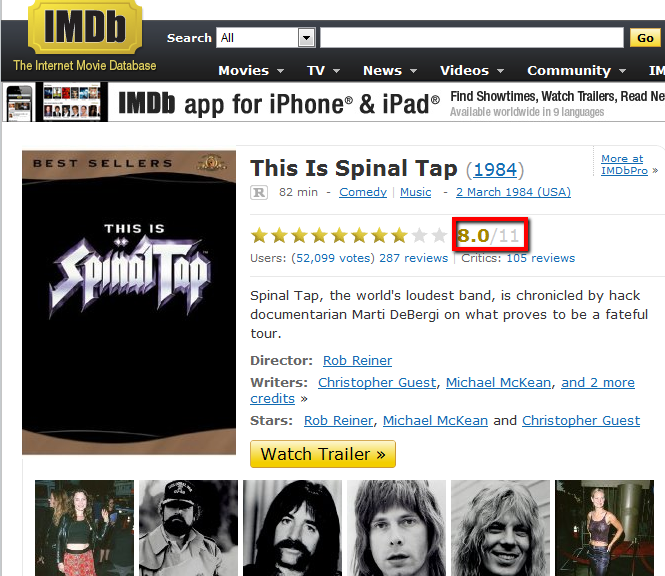 IMDb
The Internet Movie Database
Search All Go
Movies TV News Videos Community IM
IMDb app for iPhone® & iPad® Find Showtimes, Watch Trailers, Read Ne
Available worldwide in 9 languages
BEST SELLERS
THIS IS
Spinal Tap
This Is Spinal Tap (1984)
More at
IMDbPro »
R 82 min - Comedy | Music - 2 March 1984 (USA)
8.0/11
Users: (52,099 votes) 287 reviews | Critics: 105 reviews
Spinal Tap, the world's loudest band, is chronicled by hack
documentarian Marti DeBergi on what proves to be a fateful
tour.
Director: Rob Reiner
Writers: Christopher Guest, Michael McKean, and 2 more
credits »
Stars: Rob Reiner, Michael McKean and Christopher Guest
Watch Trailer »